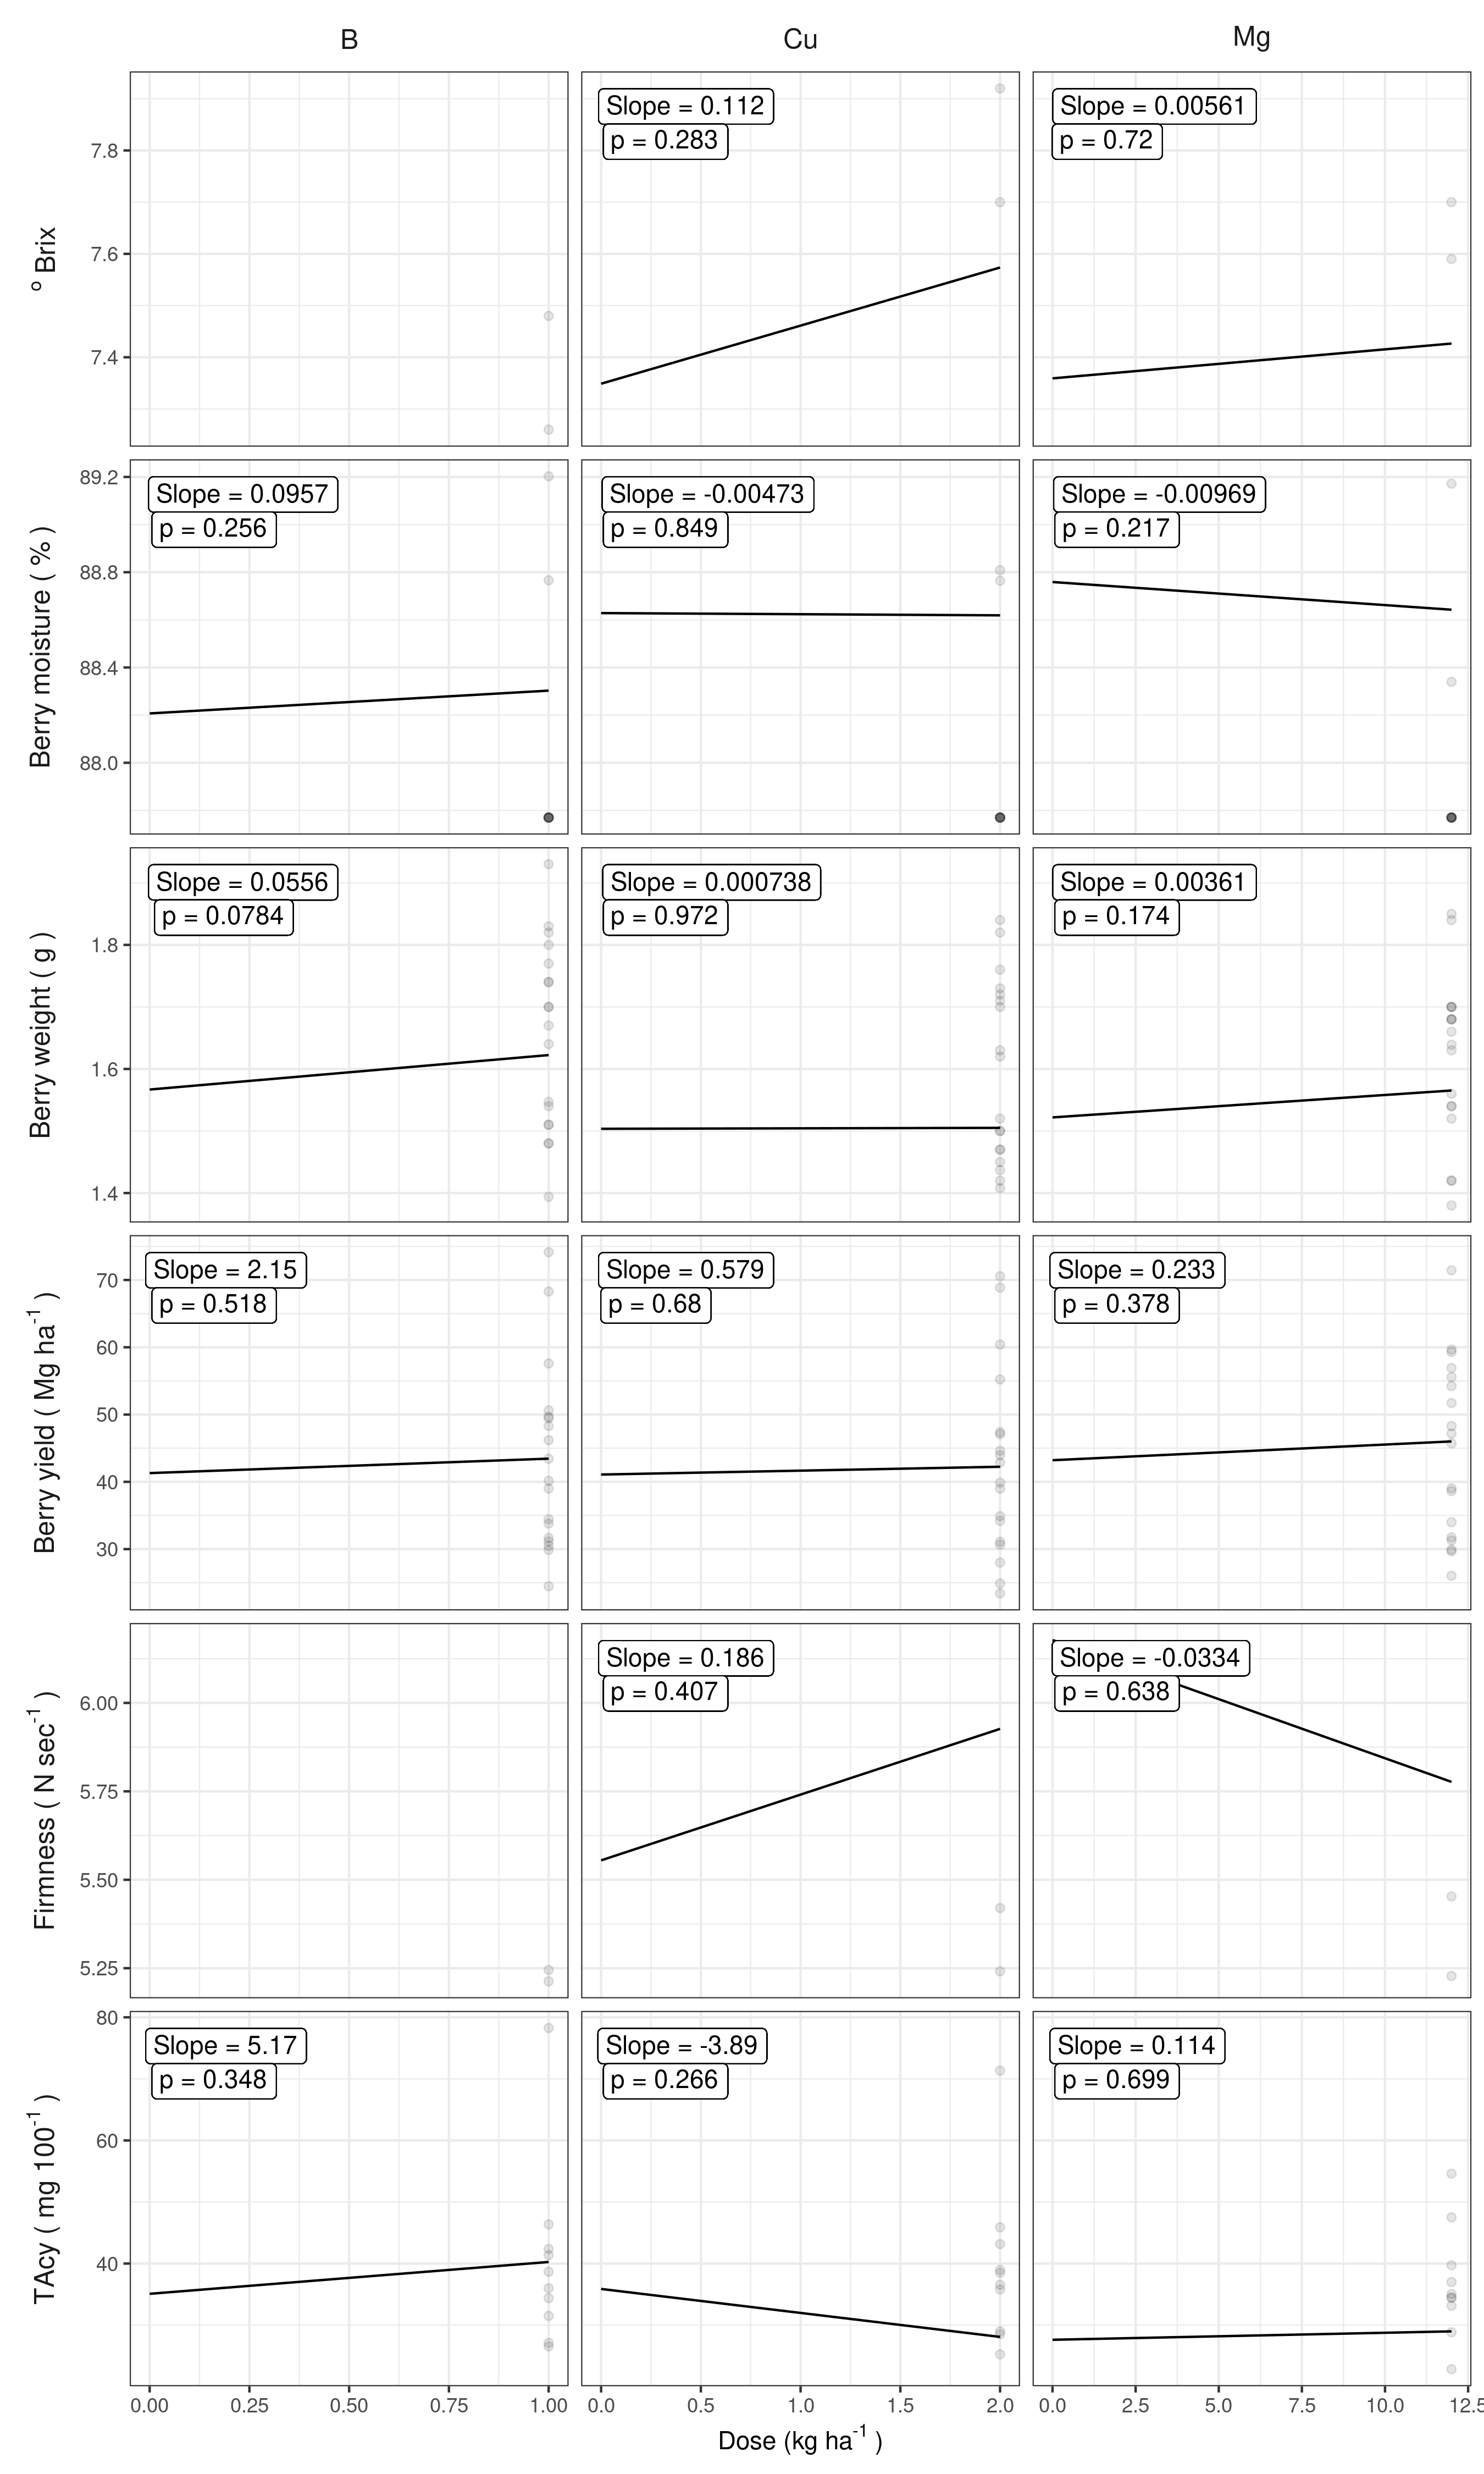 B Cu Mg
º Brix
7.8
7.6
7.4
Slope = 0.112
p = 0.283
Slope = 0.00561
p = 0.72
Berry moisture ( % )
89.2
88.8
88.4
88.0
Slope = 0.0957
p = 0.256
Slope = -0.00473
p = 0.849
Slope = -0.00969
p = 0.217
Berry weight ( g )
1.8
1.6
1.4
Slope = 0.0556
p = 0.0784
Slope = 0.000738
p = 0.972
Slope = 0.00361
p = 0.174
Berry yield ( Mg ha⁻¹ )
70
60
50
40
30
Slope = 2.15
p = 0.518
Slope = 0.579
p = 0.68
Slope = 0.233
p = 0.378
Firmness ( N sec⁻¹ )
6.00
5.75
5.50
5.25
Slope = 0.186
p = 0.407
Slope = -0.0334
p = 0.638
TAcy ( mg 100⁻¹ )
80
60
40
Slope = 5.17
p = 0.348
Slope = -3.89
p = 0.266
Slope = 0.114
p = 0.699
0.00 0.25 0.50 0.75 1.00 0.0 0.5 1.0 1.5 2.0 0.0 2.5 5.0 7.5 10.0 12.5
Dose (kg ha⁻¹ )